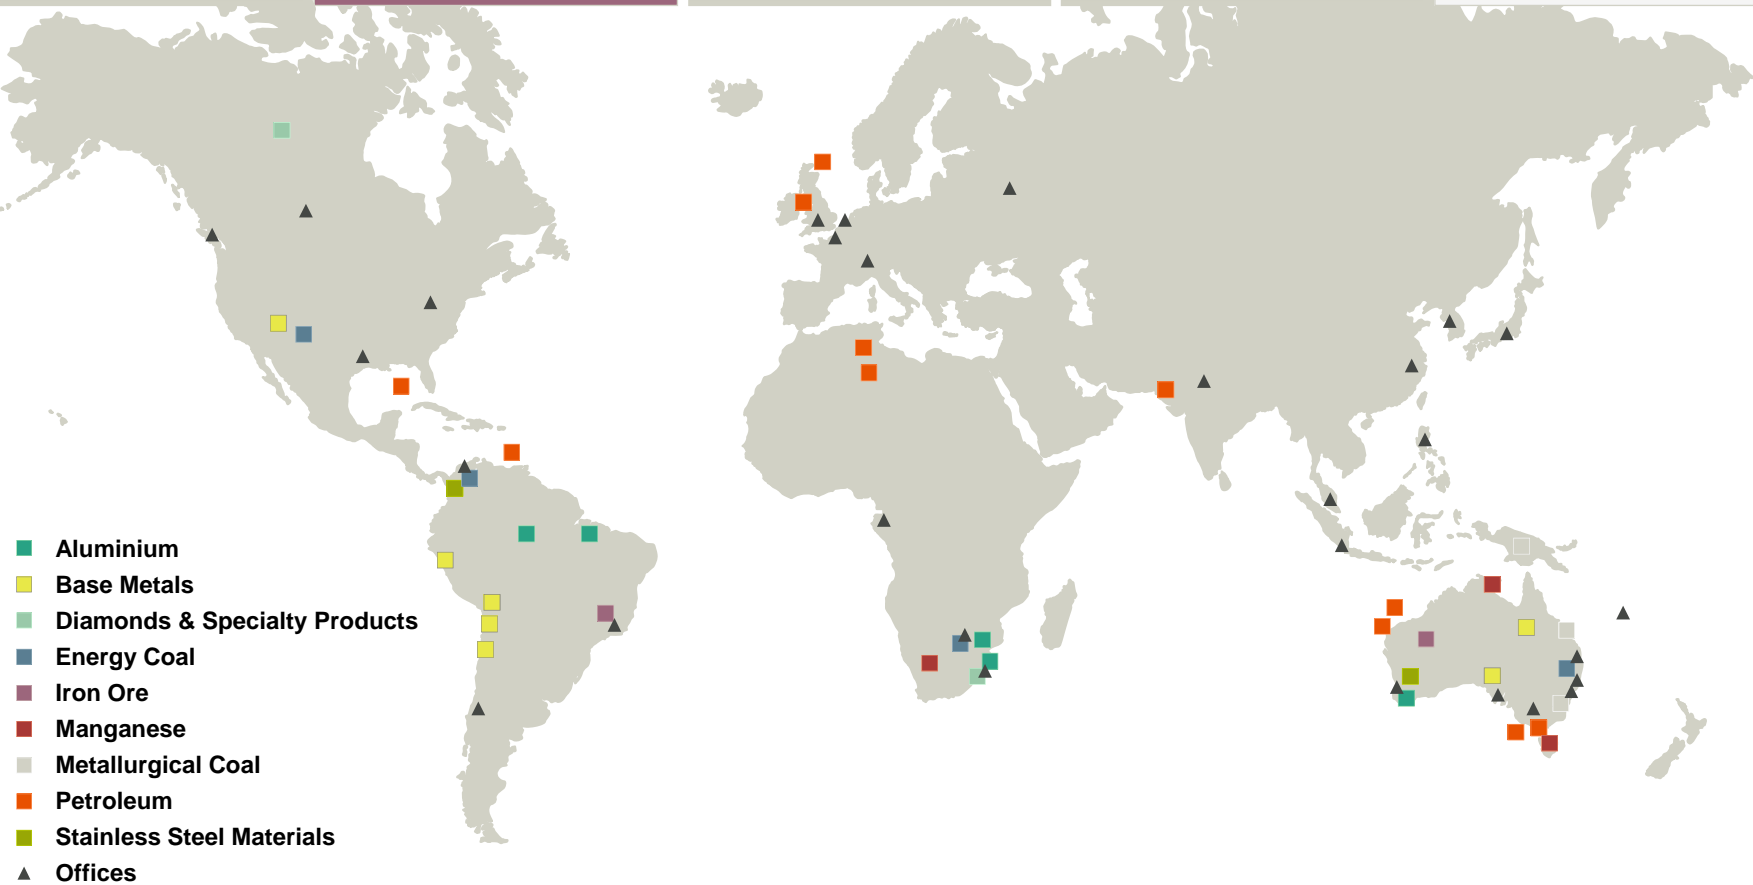 Aluminium
Base Metals
Diamonds & Specialty Products
Energy Coal
Iron Ore
Manganese
Metallurgical Coal
Petroleum
Stainless Steel Materials
Offices